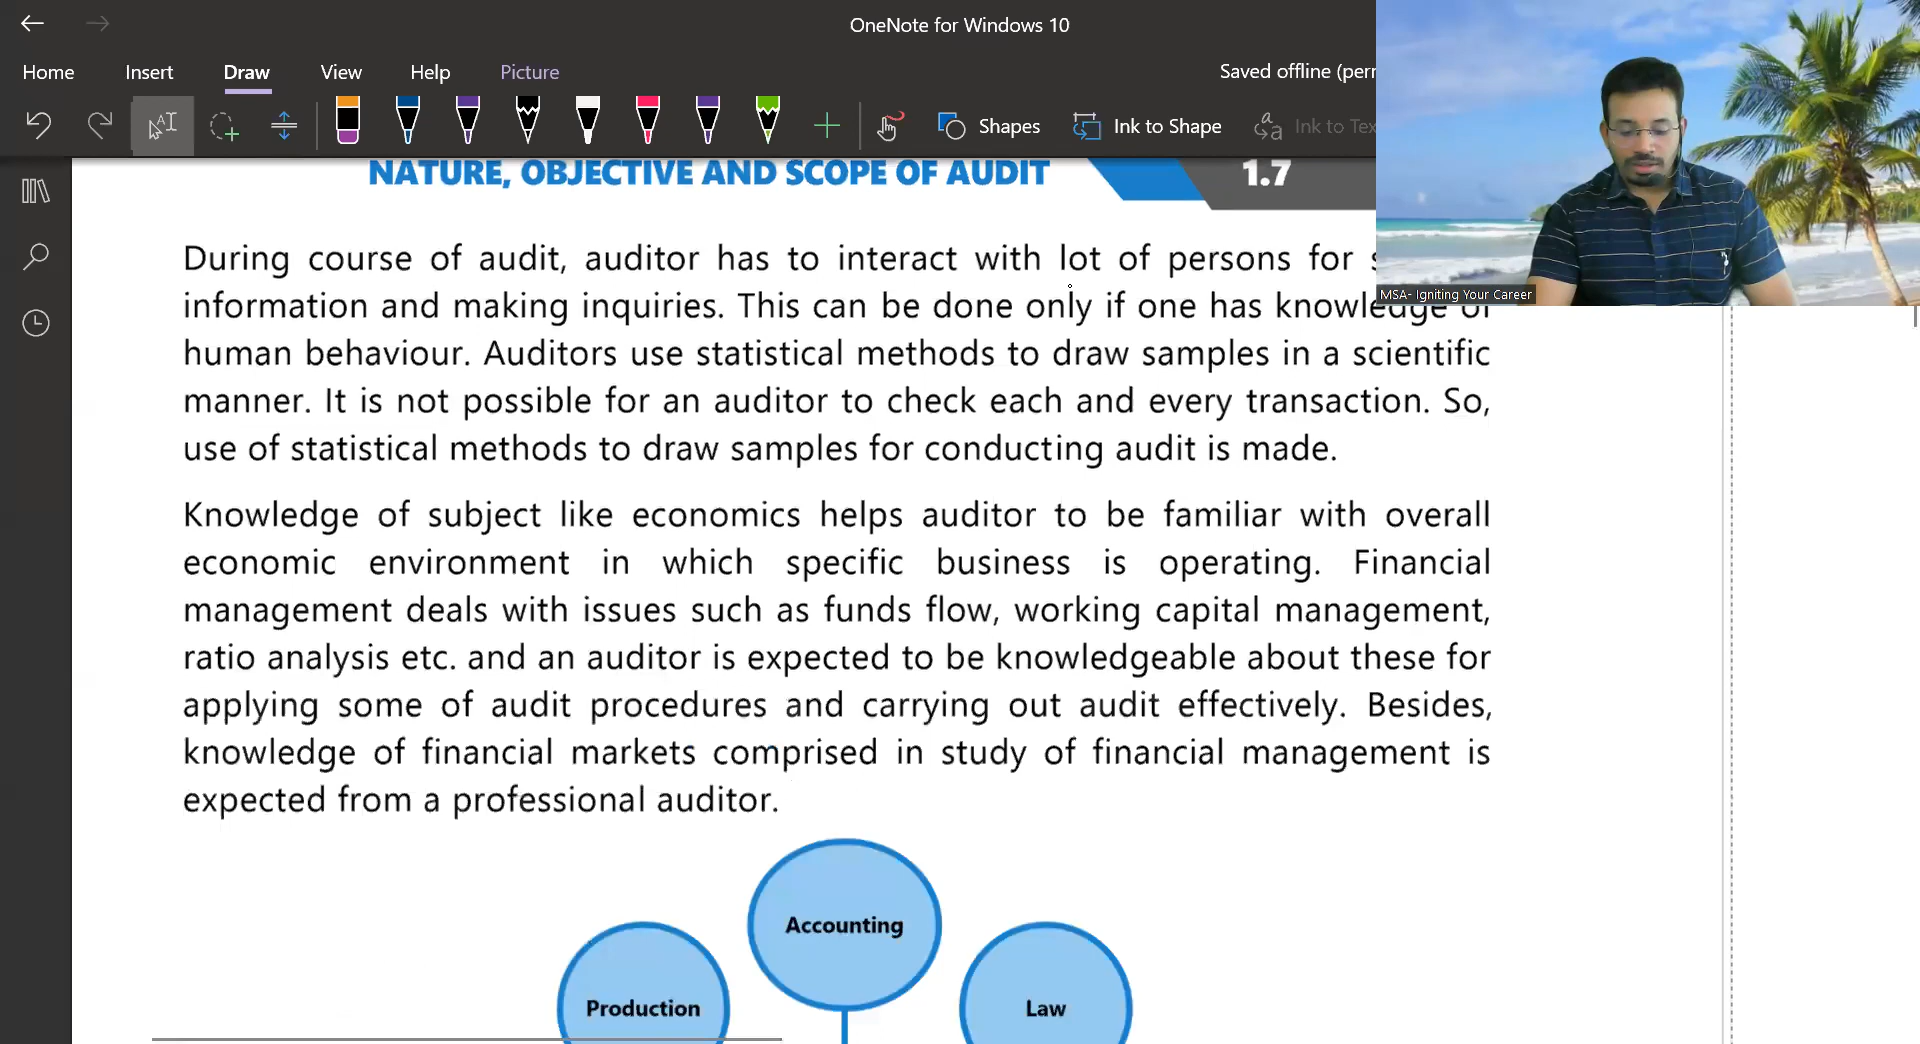 OneNote for Windows 10
Home Insert Draw View Help Picture
Saved offline
Shapes Ink to Shape Ink to
NATURE, OBJECTIVE AND SCOPE OF AUDIT 1.7
During course of audit, auditor has to interact with lot of persons for
information and making inquiries. This can be done only if one has knowledge of
human behaviour. Auditors use statistical methods to draw samples in a scientific
manner. It is not possible for an auditor to check each and every transaction. So,
use of statistical methods to draw samples for conducting audit is made.
Knowledge of subject like economics helps auditor to be familiar with overall
economic environment in which specific business is operating. Financial
management deals with issues such as funds flow, working capital management,
ratio analysis etc. and an auditor is expected to be knowledgeable about these for
applying some of audit procedures and carrying out audit effectively. Besides,
knowledge of financial markets comprised in study of financial management is
expected from a professional auditor.
Accounting
Production
Law
MSA- Igniting Your Career